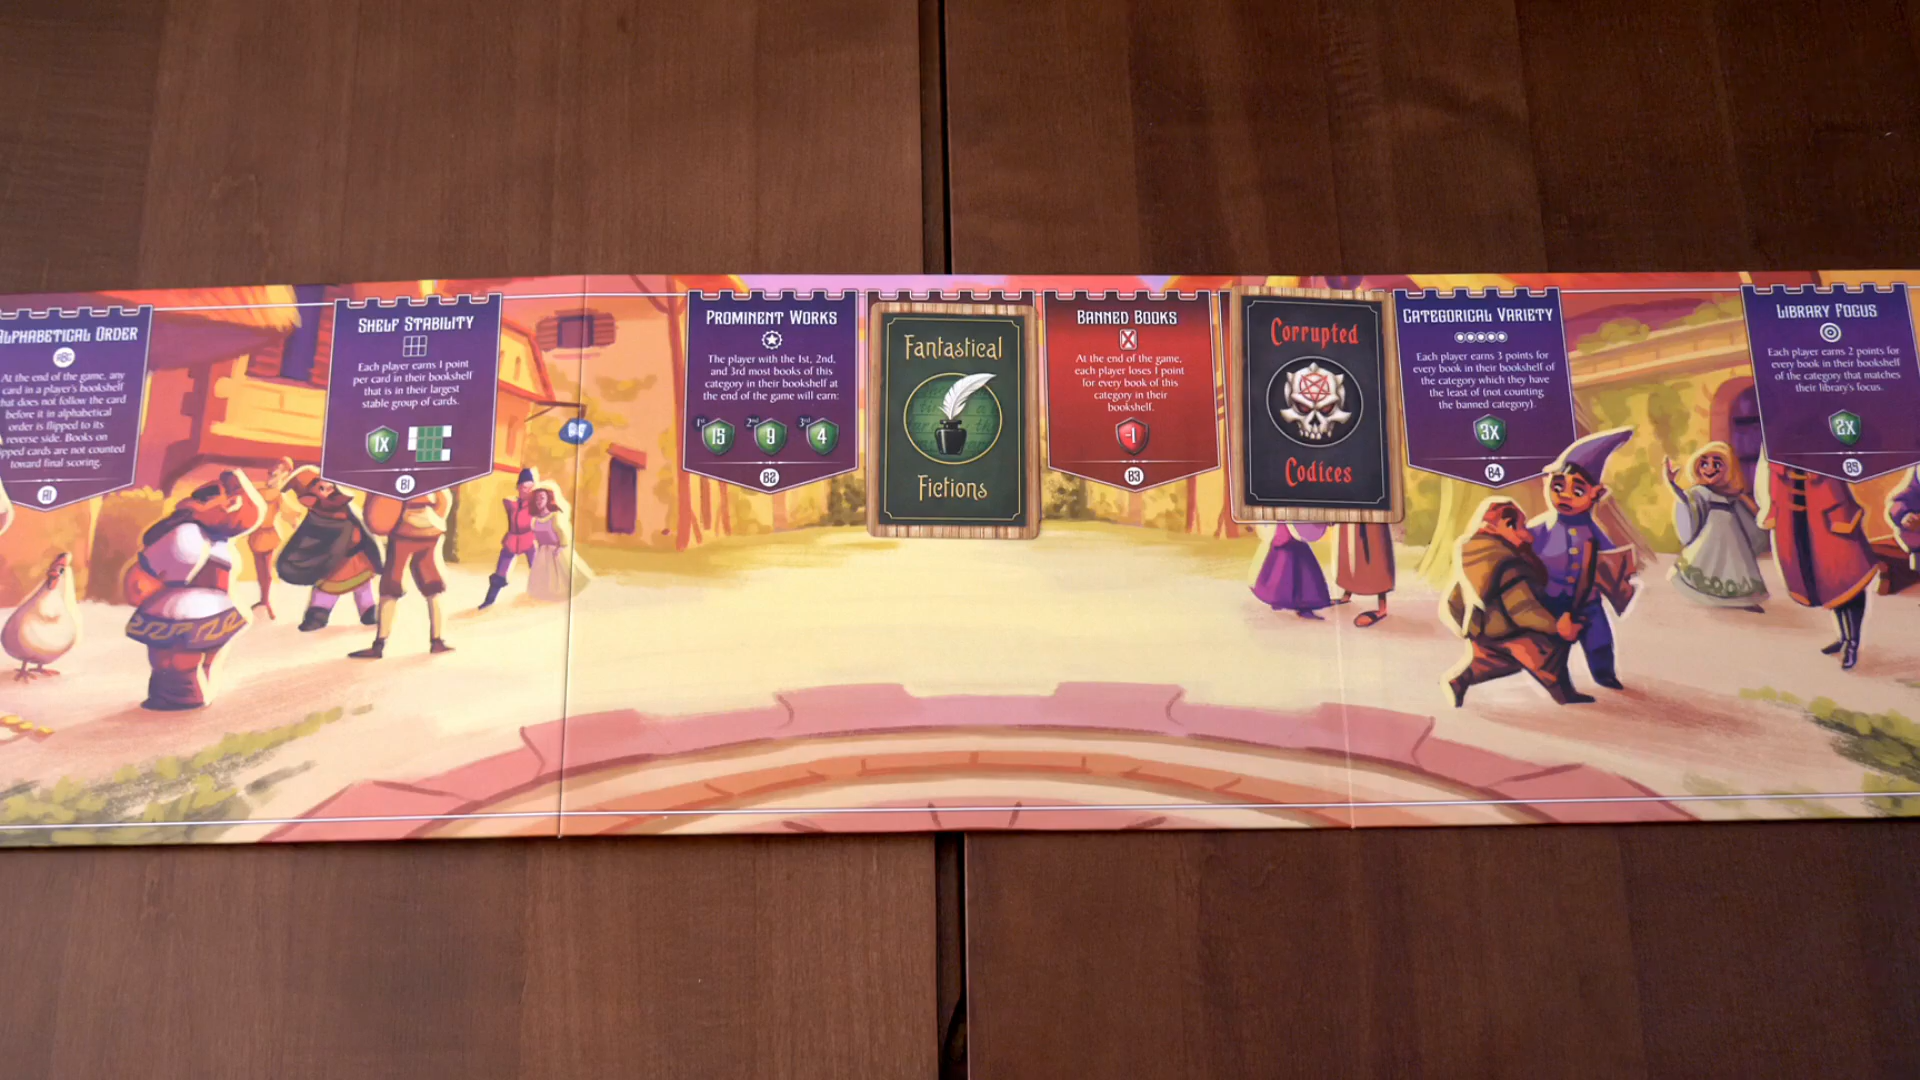 ALPHABETICAL ORDER
ABC
At the end of the game, any
card in a player's bookshelf
that does not follow the card
before it in alphabetical
order is flipped to its
reverse side. Books on
flipped cards are not counted
toward final scoring.
A1
SHELF STABILITY
Each player earns 1 point
per card in their bookshelf
that is in their largest
stable group of cards.
1X
B1
PROMINENT WORKS
The player with the 1st, 2nd,
and 3rd most books of this
category in their bookshelf at
the end of the game will earn:
1st 15 2nd 9 3rd 4
B2
Fantastical
Fictions
BANNED BOOKS
At the end of the game,
each player loses 1 point
for every book of this
category in their
bookshelf.
-1
B3
Corrupted
Codices
CATEGORICAL VARIETY
Each player earns 3 points for
every book in their bookshelf of
the category which they have
the least of (not counting
the banned category).
3X
B4
LIBRARY FOCUS
Each player earns 2 points for
every book in their bookshelf
of the category that matches
their library's focus.
2X
B5